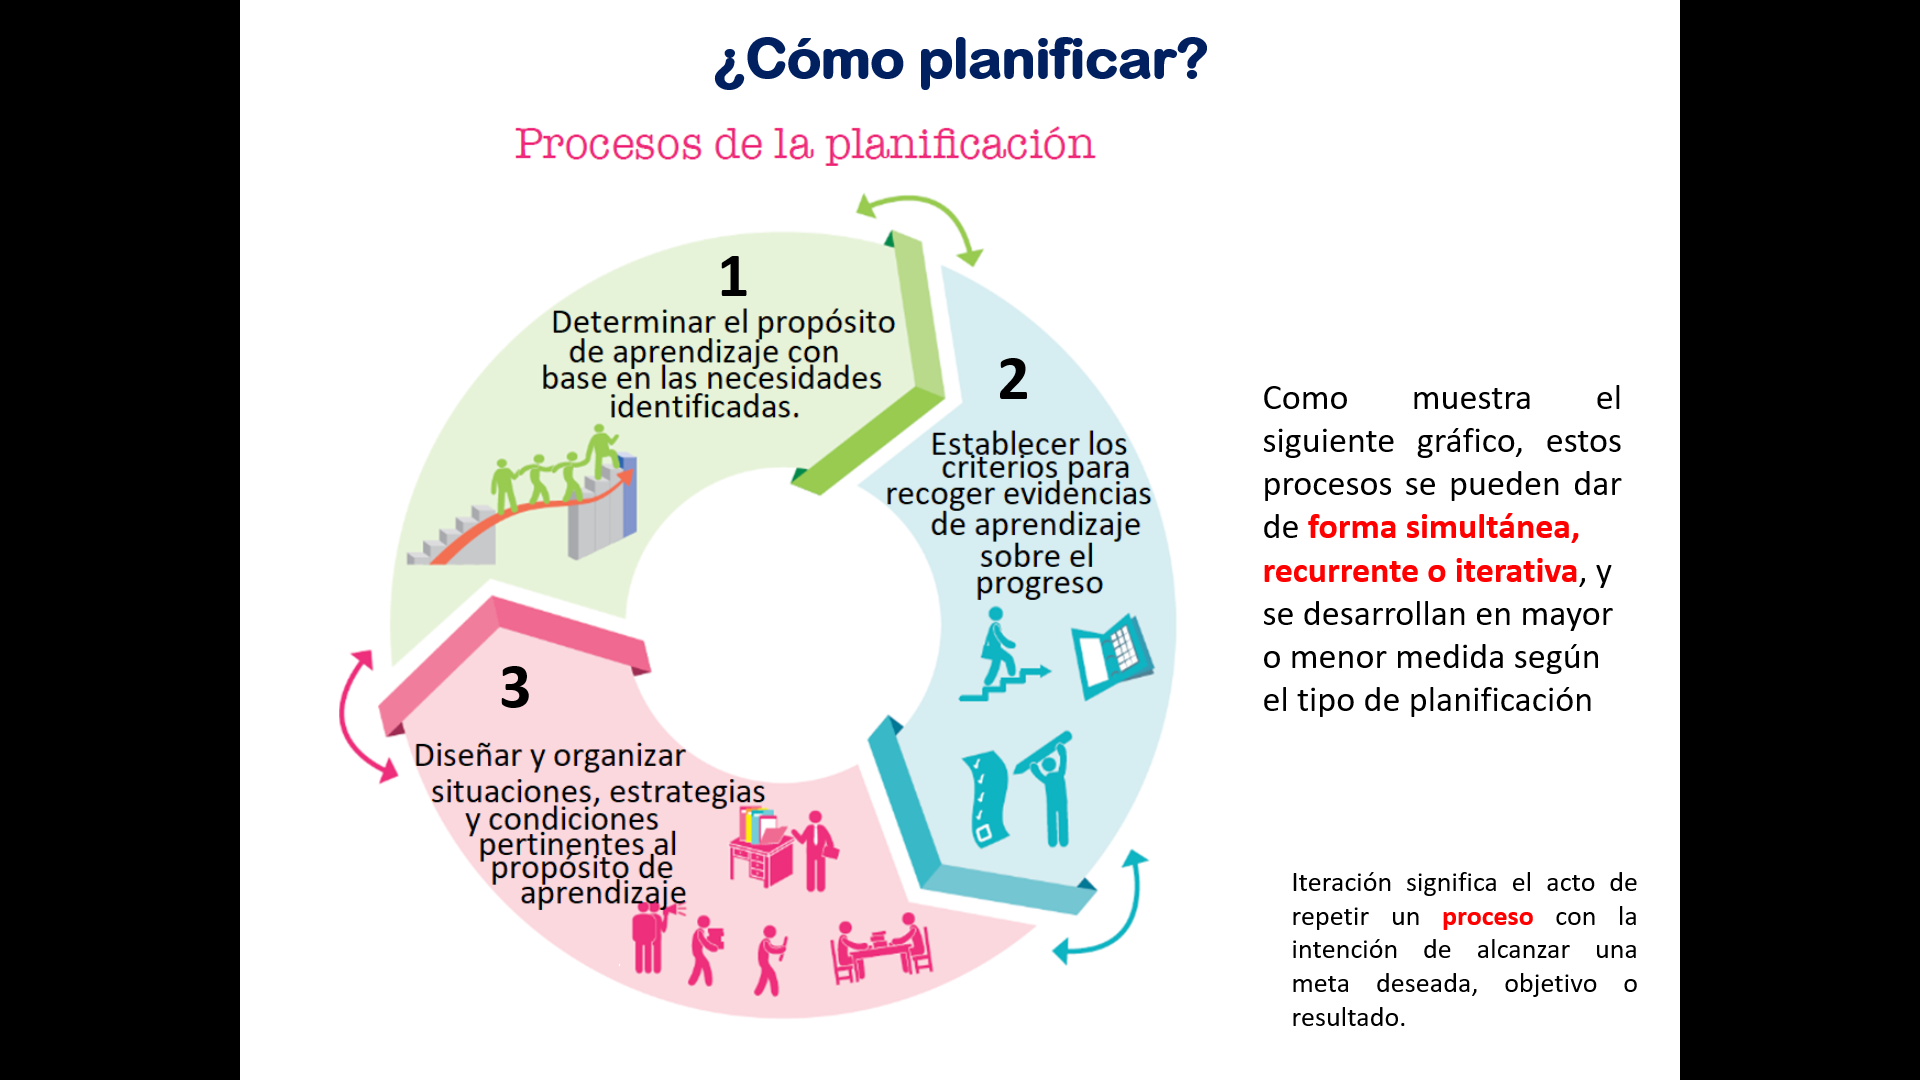 ¿Cómo planificar?
Procesos de la planificación
1
Determinar el propósito
de aprendizaje con
base en las necesidades
identificadas.
2
Establecer los
criterios para
recoger evidencias
de aprendizaje
sobre el
progreso
3
Diseñar y organizar
situaciones, estrategias
y condiciones
pertinentes al
propósito de
aprendizaje
Como muestra el
siguiente gráfico, estos
procesos se pueden dar
de forma simultánea,
recurrente o iterativa, y
se desarrollan en mayor
o menor medida según
el tipo de planificación
Iteración significa el acto de
repetir un proceso con la
intención de alcanzar una
meta deseada, objetivo o
resultado.